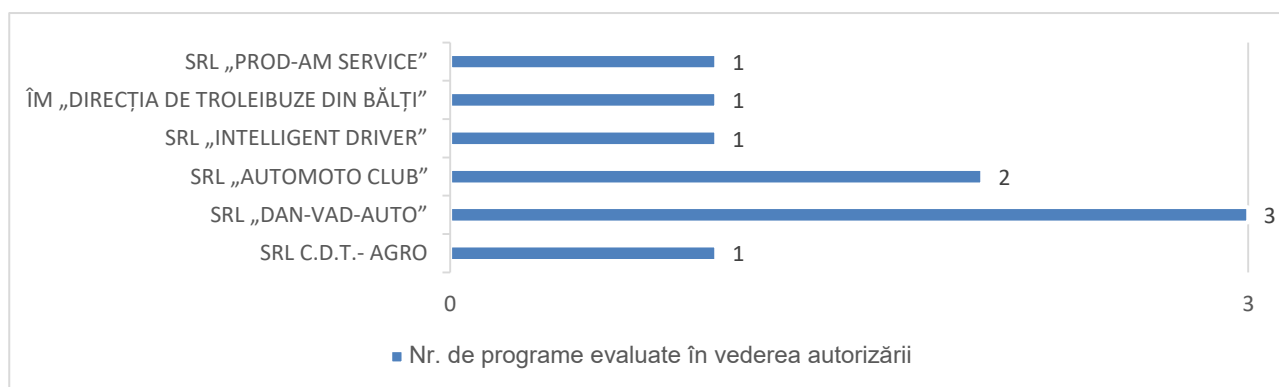 SRL „PROD-AM SERVICE” 1
ÎM „DIRECȚIA DE TROLEIBUZE DIN BĂLȚI” 1
SRL „INTELLIGENT DRIVER” 1
SRL „AUTOMOTO CLUB” 2
SRL „DAN-VAD-AUTO” 3
SRL C.D.T.- AGRO 1
0 3
Nr. de programe evaluate în vederea autorizării